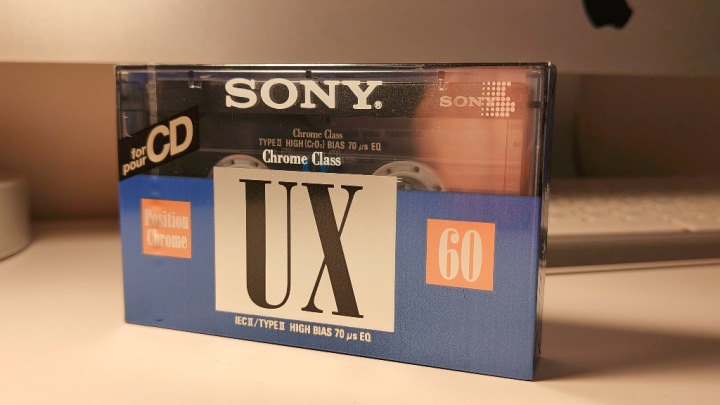 SONY®
SONY
for
pour
CD
Chrome Class
TYPE II HIGH (CrO₂) BIAS 70 µs EQ
Chrome Class
UX
Position
Chrome
60
IEC II/TYPE II HIGH BIAS 70 µs EQ